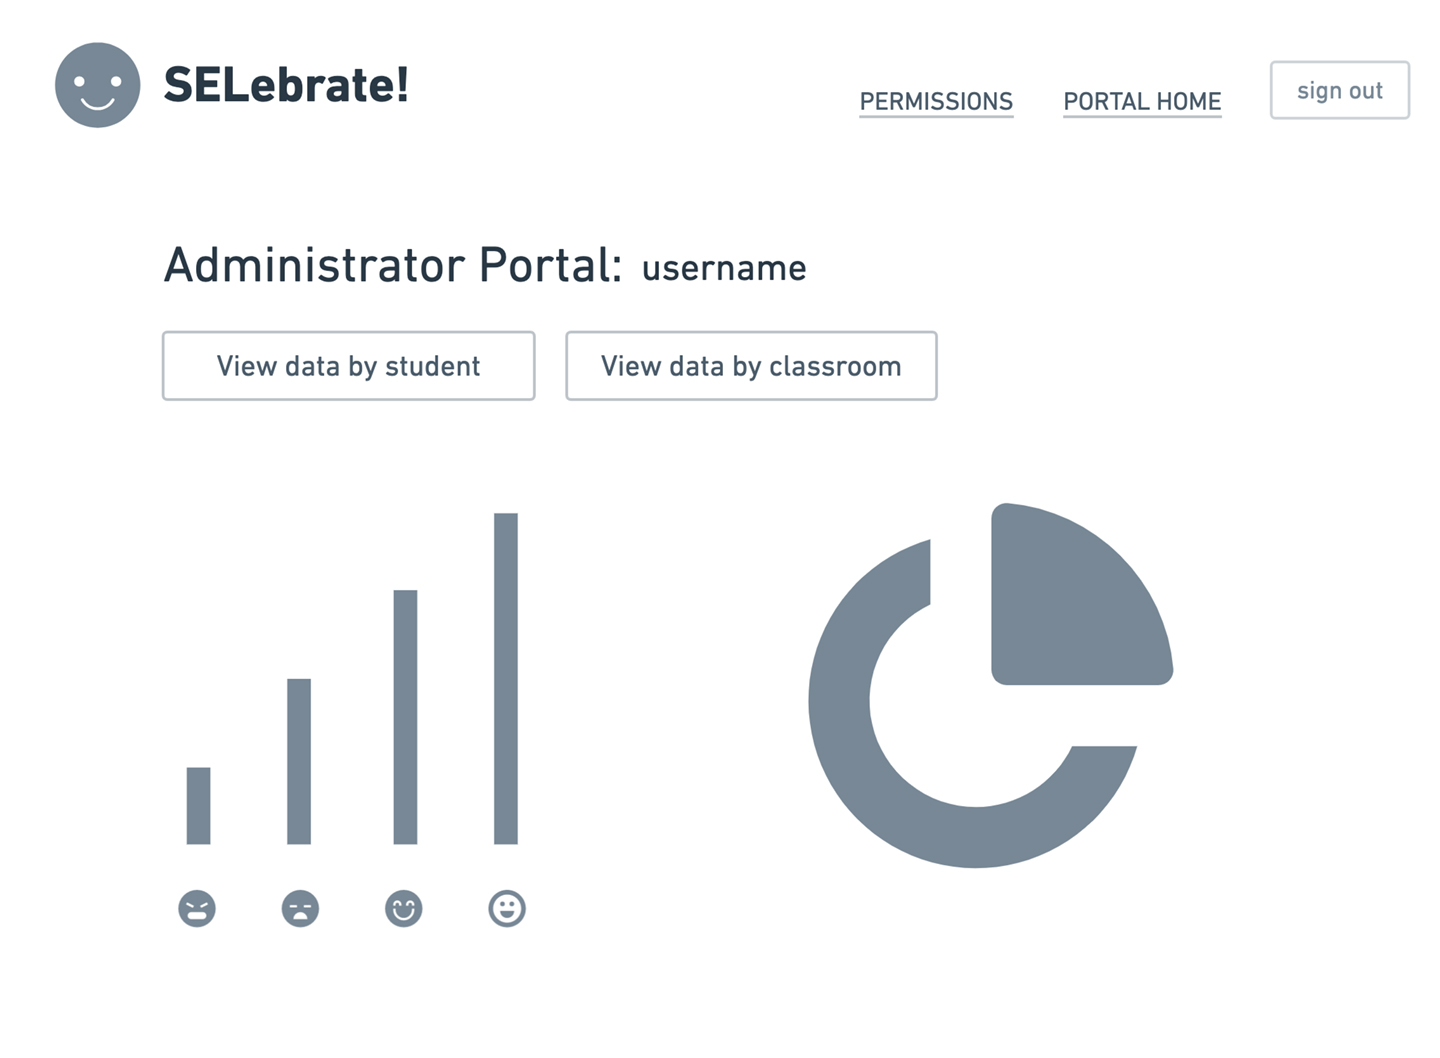 SELebrate!
PERMISSIONS PORTAL HOME sign out
Administrator Portal: username
View data by student View data by classroom